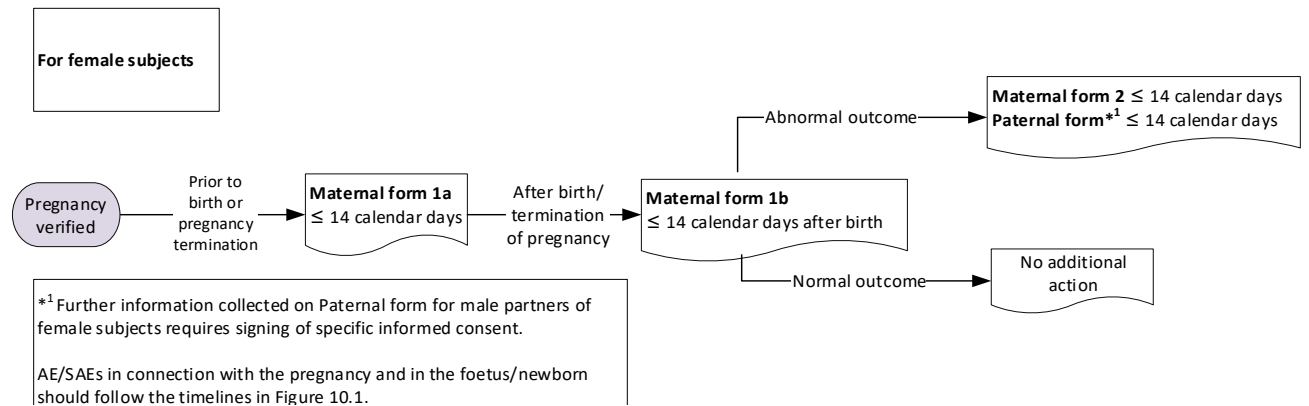 For female subjects
Maternal form 2 ≤ 14 calendar days
Paternal form*¹ ≤ 14 calendar days
Abnormal outcome
Pregnancy
verified
Prior to
birth or
pregnancy
termination
Maternal form 1a
≤ 14 calendar days
After birth/
termination
of pregnancy
Maternal form 1b
≤ 14 calendar days after birth
Normal outcome
No additional
action
*¹ Further information collected on Paternal form for male partners of
female subjects requires signing of specific informed consent.
AE/SAEs in connection with the pregnancy and in the foetus/newborn
should follow the timelines in Figure 10.1.